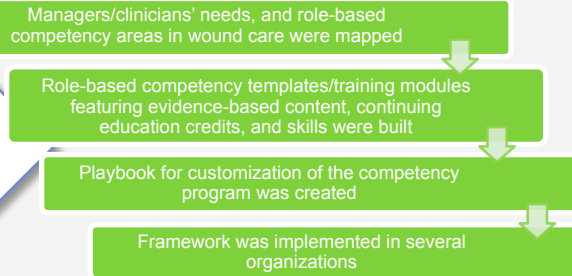 Managers/clinicians' needs, and role-based
competency areas in wound care were mapped
Role-based competency templates/training modules
featuring evidence-based content, continuing
education credits, and skills were built
Playbook for customization of the competency
program was created
Framework was implemented in several
organizations